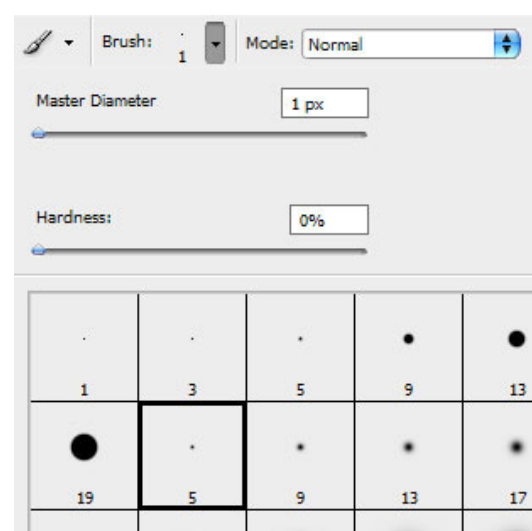 Brush: 1 Mode: Normal
Master Diameter 1 px
Hardness: 0%
1 3 5 9 13
19 5 9 13 17